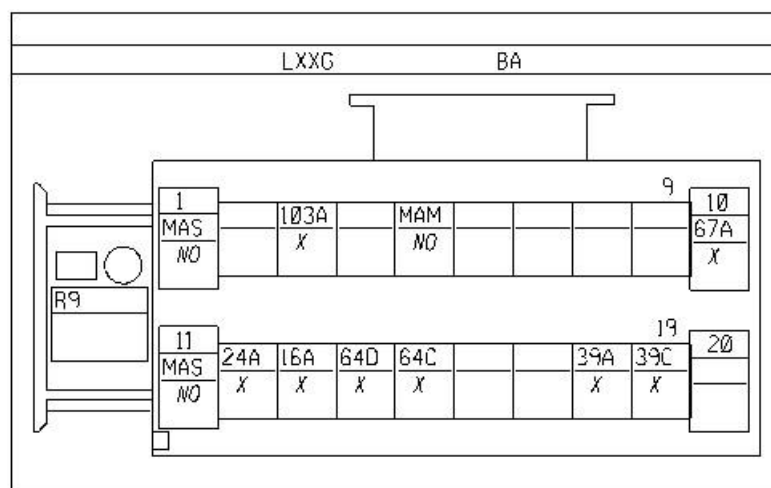 LXXG BA
9
1 10
103A MAM
MAS 67A
NO X NO X
R9
19
11 20
24A 16A 64D 64C 39A 39C
MAS
NO X X X X X X